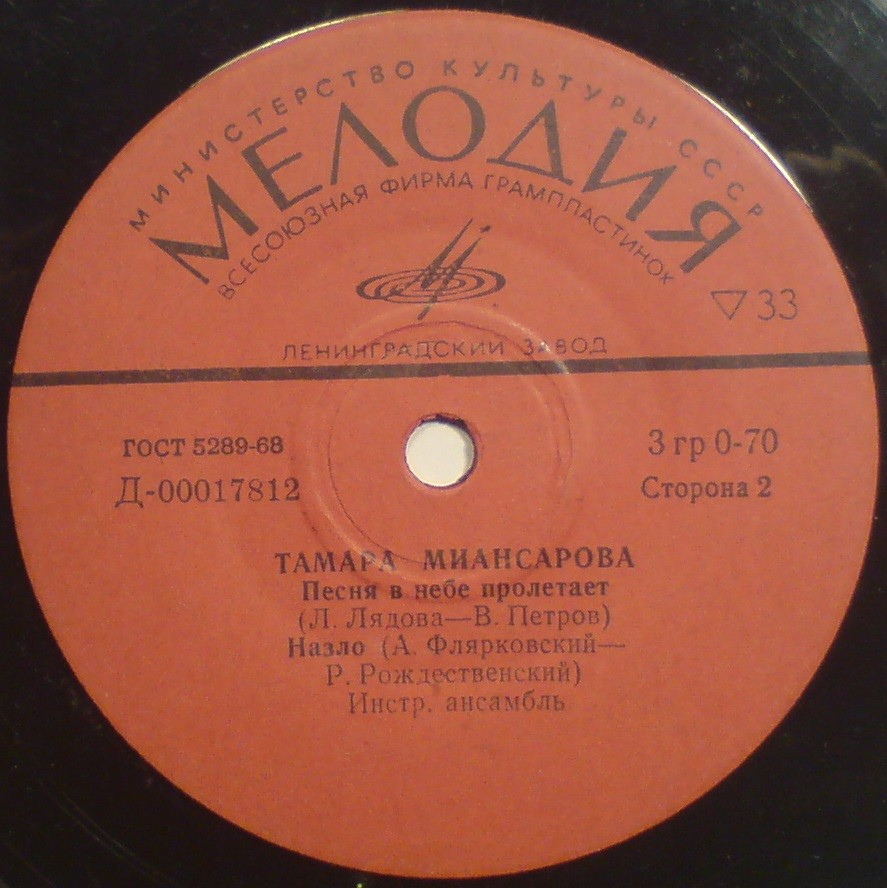 МИНИСТЕРСТВО КУЛЬТУРЫ СССР
МЕЛОДИЯ
ВСЕСОЮЗНАЯ ФИРМА ГРАМПЛАСТИНОК
▽ 33
ЛЕНИНГРАДСКИЙ ЗАВОД
ГОСТ 5289-68
3 гр 0-70
Д-00017812
Сторона 2
ТАМАРА МИАНСАРОВА
Песня в небе пролетает
(Л. Лядова—В. Петров)
Назло (А. Флярковский—
Р. Рождественский)
Инстр. ансамбль